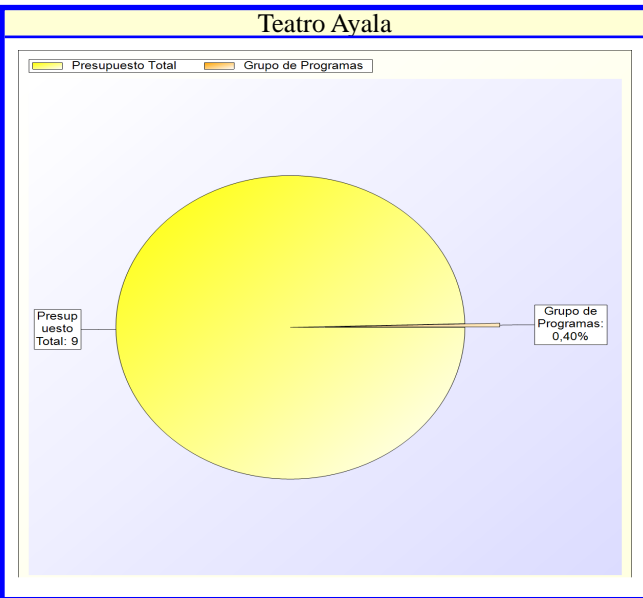 Teatro Ayala
Presupuesto Total
Grupo de Programas
Presup
uesto
Total: 9
Grupo de
Programas:
0,40%